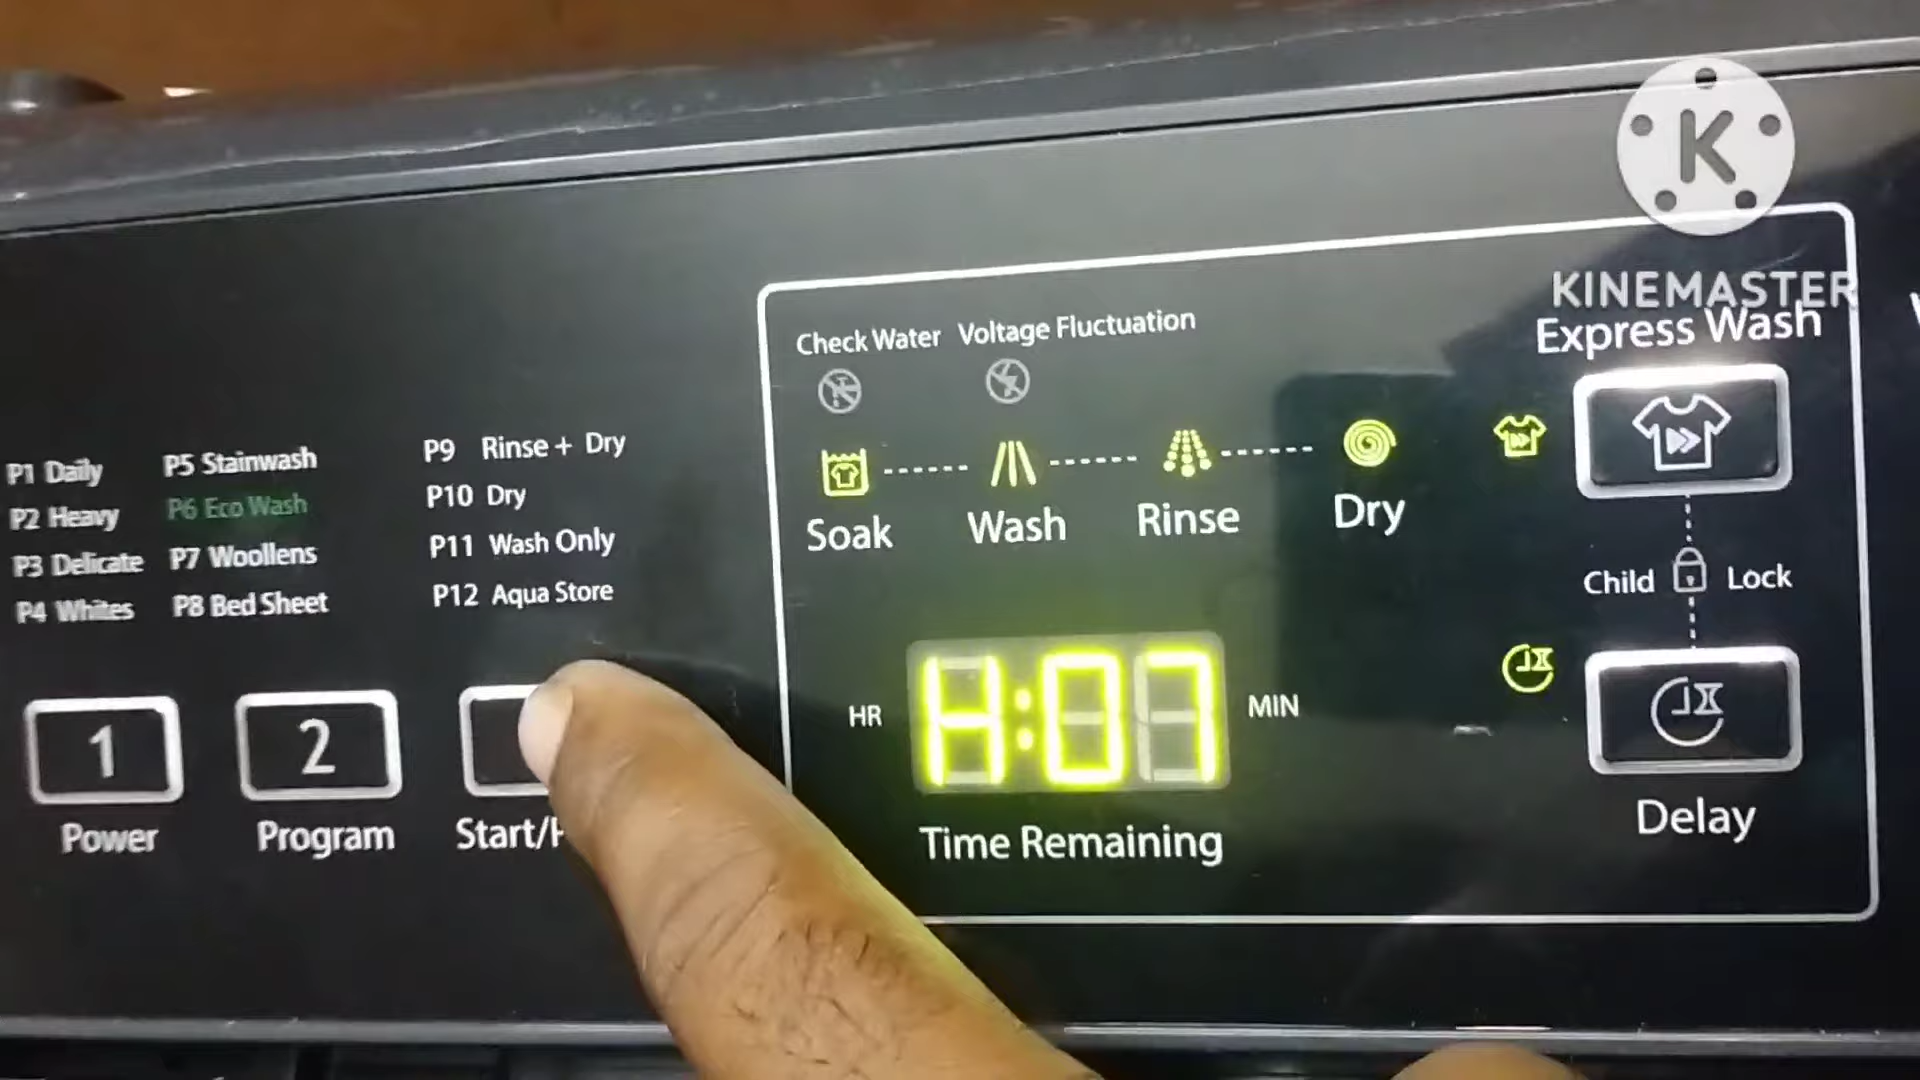 KINEMASTER
Check Water
Voltage Fluctuation
Express Wash
P1 Daily
P2 Heavy
P3 Delicate
P4 Whites
P5 Stainwash
P6 Eco Wash
P7 Woollens
P8 Bed Sheet
P9 Rinse + Dry
P10 Dry
P11 Wash Only
P12 Aqua Store
Soak
Wash
Rinse
Dry
Child Lock
HR
H:07
MIN
1
2
Power
Program
Start/
Time Remaining
Delay